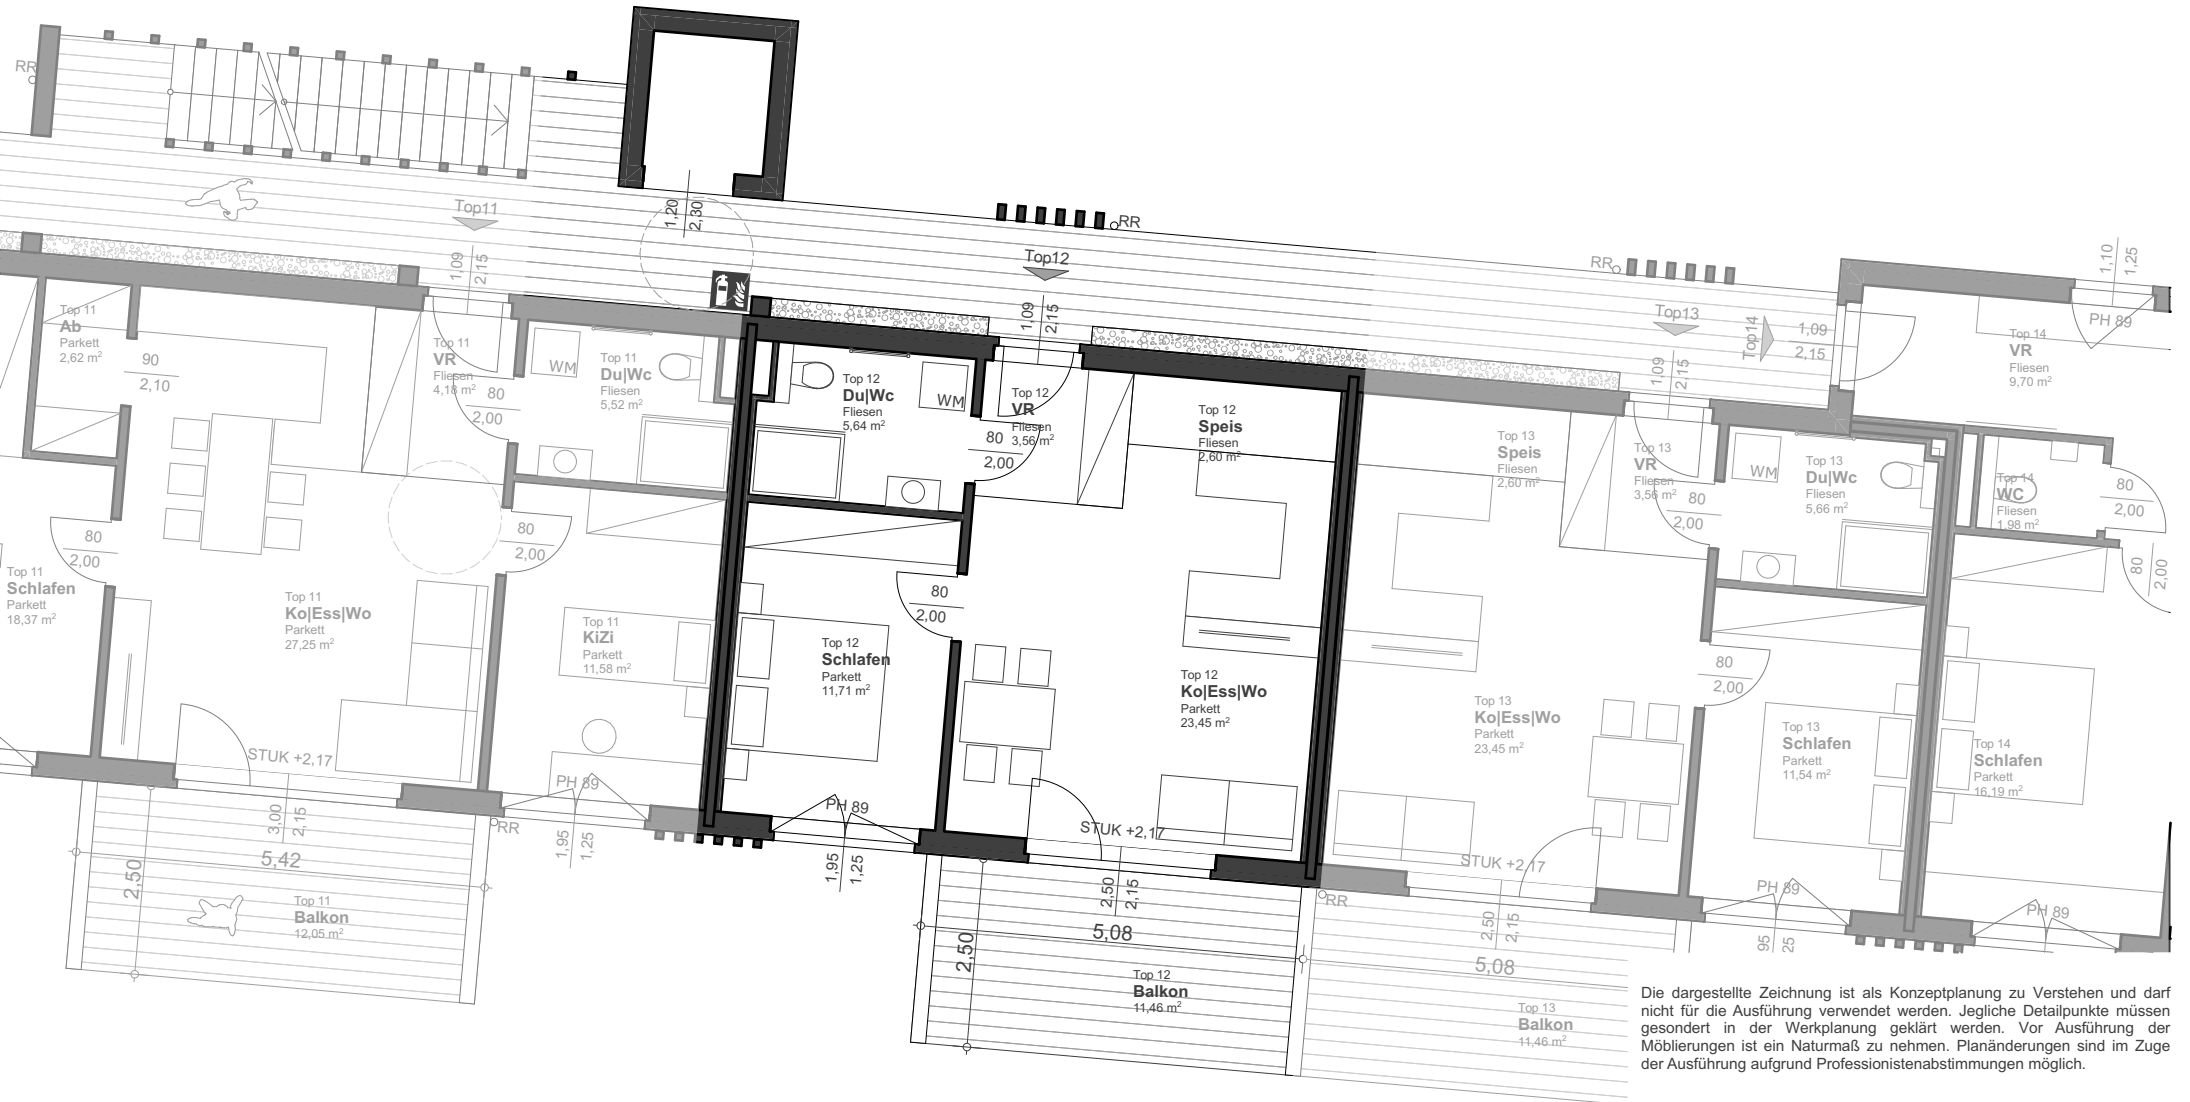 RR
Top11
1,20
2,30
RR
Top12
RR
Top13
Top14
1,10
1,25
1,09
2,15
1,09
2,15
1,09
2,15
1,09
2,15
PH 89
Top 11
Ab
Parkett
2,62 m²
90
2,10
Top 11
VR
Fliesen
4,18 m²
80
2,00
WM
Top 11
Du|Wc
Fliesen
5,52 m²
Top 12
Du|Wc
Fliesen
5,64 m²
WM
Top 12
VR
Fliesen
3,56 m²
80
2,00
Top 12
Speis
Fliesen
2,60 m²
Top 13
Speis
Fliesen
2,60 m²
Top 13
VR
Fliesen
3,56 m²
80
2,00
WM
Top 13
Du|Wc
Fliesen
5,66 m²
Top 14
VR
Fliesen
9,70 m²
Top 14
WC
Fliesen
1,98 m²
80
2,00
80
2,00
80
2,00
80
2,00
80
2,00
80
2,00
Top 11
Schlafen
Parkett
18,37 m²
Top 11
Ko|Ess|Wo
Parkett
27,25 m²
Top 11
KiZi
Parkett
11,58 m²
Top 12
Schlafen
Parkett
11,71 m²
Top 12
Ko|Ess|Wo
Parkett
23,45 m²
Top 13
Ko|Ess|Wo
Parkett
23,45 m²
Top 13
Schlafen
Parkett
11,54 m²
Top 14
Schlafen
Parkett
16,19 m²
STUK +2,17
PH 89
PH 89
STUK +2,17
STUK +2,17
PH 89
PH 89
3,00
2,15
RR
1,95
1,25
1,95
1,25
2,50
2,15
RR
2,50
2,15
95
25
5,42
2,50
Top 11
Balkon
12,05 m²
5,08
2,50
Top 12
Balkon
11,46 m²
5,08
Top 13
Balkon
11,46 m²
Die dargestellte Zeichnung ist als Konzeptplanung zu Verstehen und darf
nicht für die Ausführung verwendet werden. Jegliche Detailpunkte müssen
gesondert in der Werkplanung geklärt werden. Vor Ausführung der
Möblierungen ist ein Naturmaß zu nehmen. Planänderungen sind im Zuge
der Ausführung aufgrund Professionistenabstimmungen möglich.